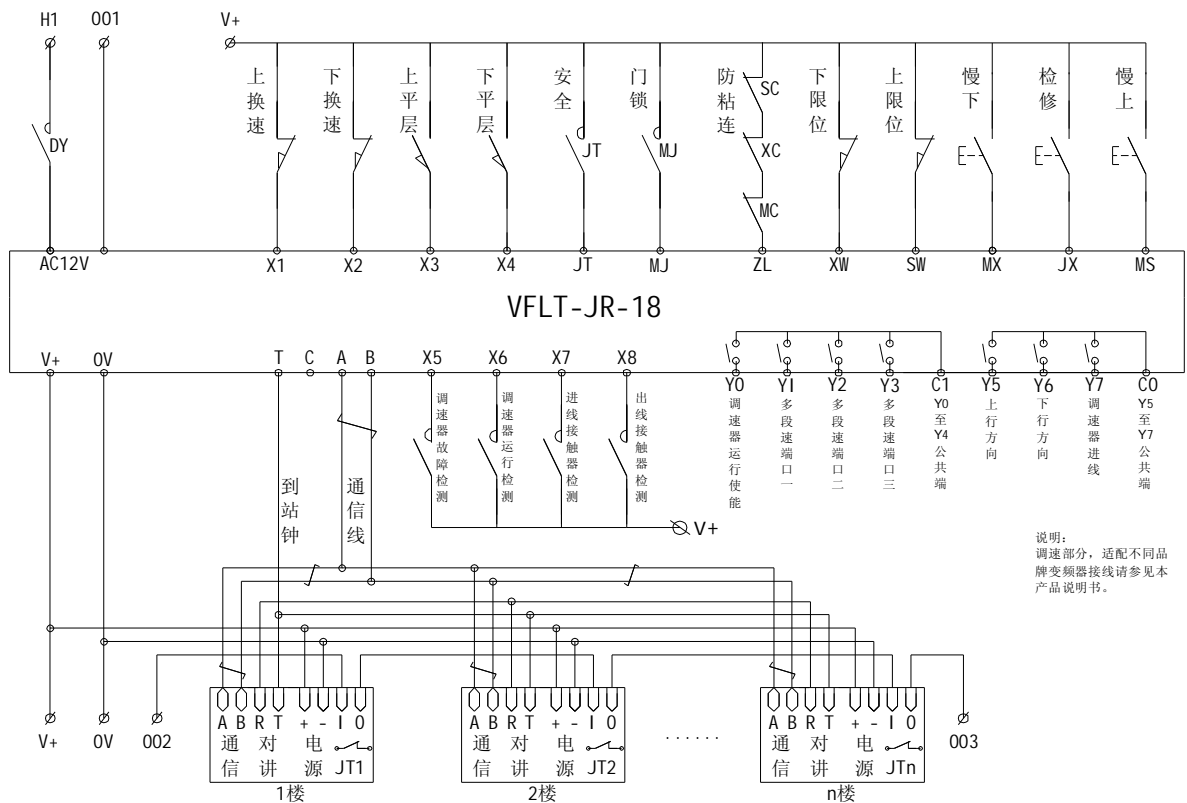 H1 001 V+
上换速
下换速
上平层
下平层
安全
门锁
防粘连
下限位
上限位
慢下
检修
慢上
DY
JT
MJ
SC
XC
MC
AC12V X1 X2 X3 X4 JT MJ ZL XW SW MX JX MS
VFLT-JR-18
V+ 0V T C A B X5 X6 X7 X8
Y0 Y1 Y2 Y3 C1 Y5 Y6 Y7 C0
调速器故障检测
调速器运行检测
进线接触器检测
出线接触器检测
调速器运行使能
多段速端口一
多段速端口二
多段速端口三
Y0至Y4公共端
上行方向
下行方向
调速器进线
Y5至Y7公共端
到站钟
通信线
V+
说明:
调速部分，适配不同品
牌变频器接线请参见本
产品说明书。
V+ 0V 002
A B R T + - I O
通信 对讲 电源 JT1
1楼
A B R T + - I O
通信 对讲 电源 JT2
2楼
······
A B R T + - I O
通信 对讲 电源 JTn
n楼
003